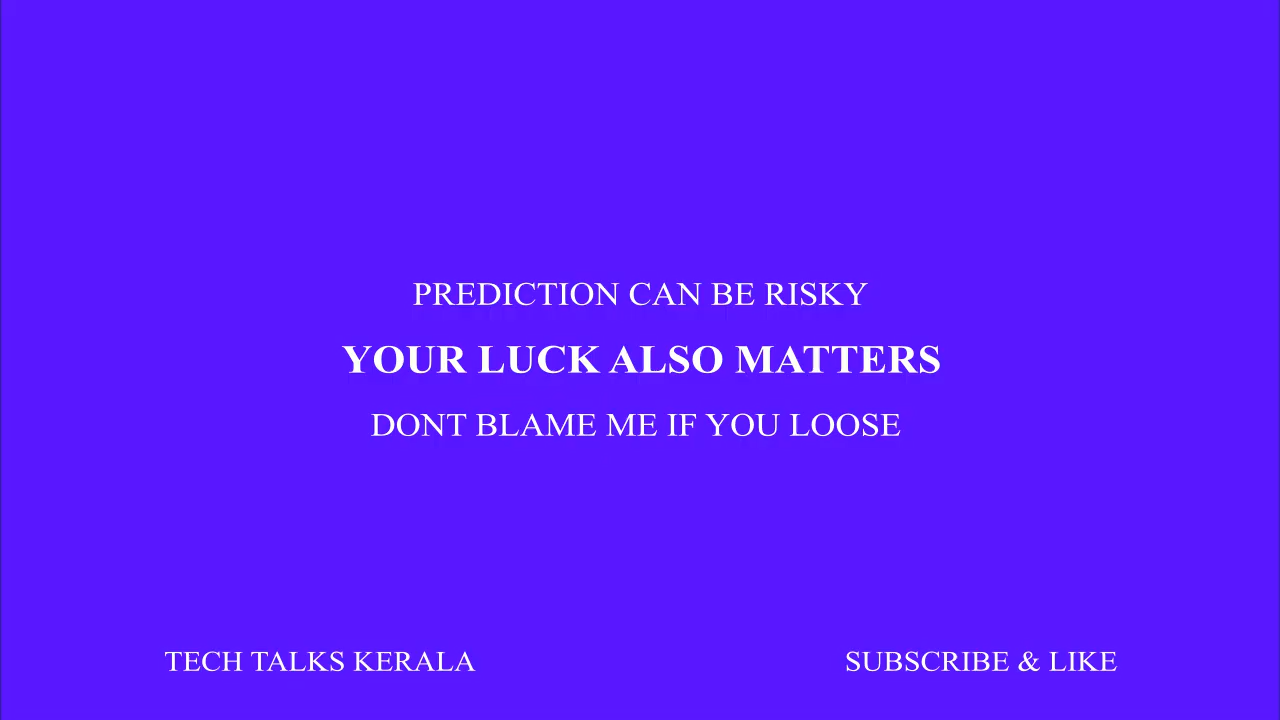 PREDICTION CAN BE RISKY
YOUR LUCK ALSO MATTERS
DONT BLAME ME IF YOU LOOSE
TECH TALKS KERALA
SUBSCRIBE & LIKE